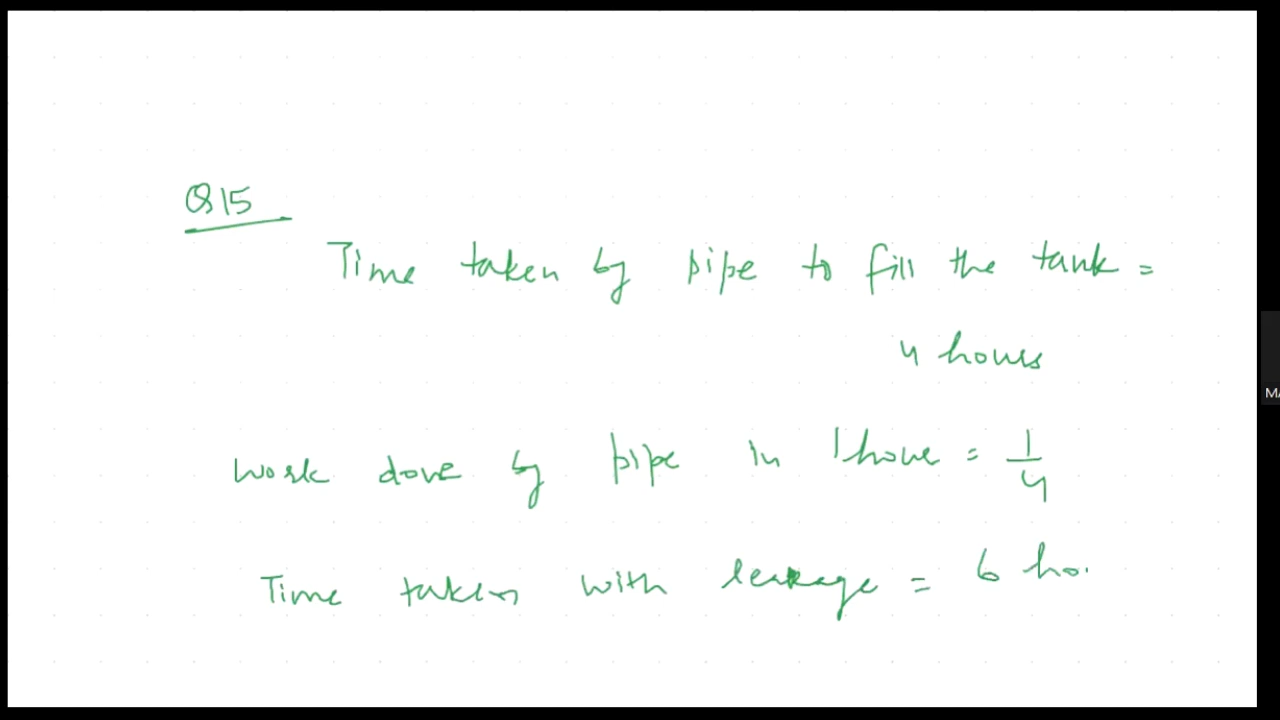 Q15
Time taken by pipe to fill the tank =
4 hours
Work done by pipe in 1 hour = 1/4
Time taken with leakage = 6 ho.
MA